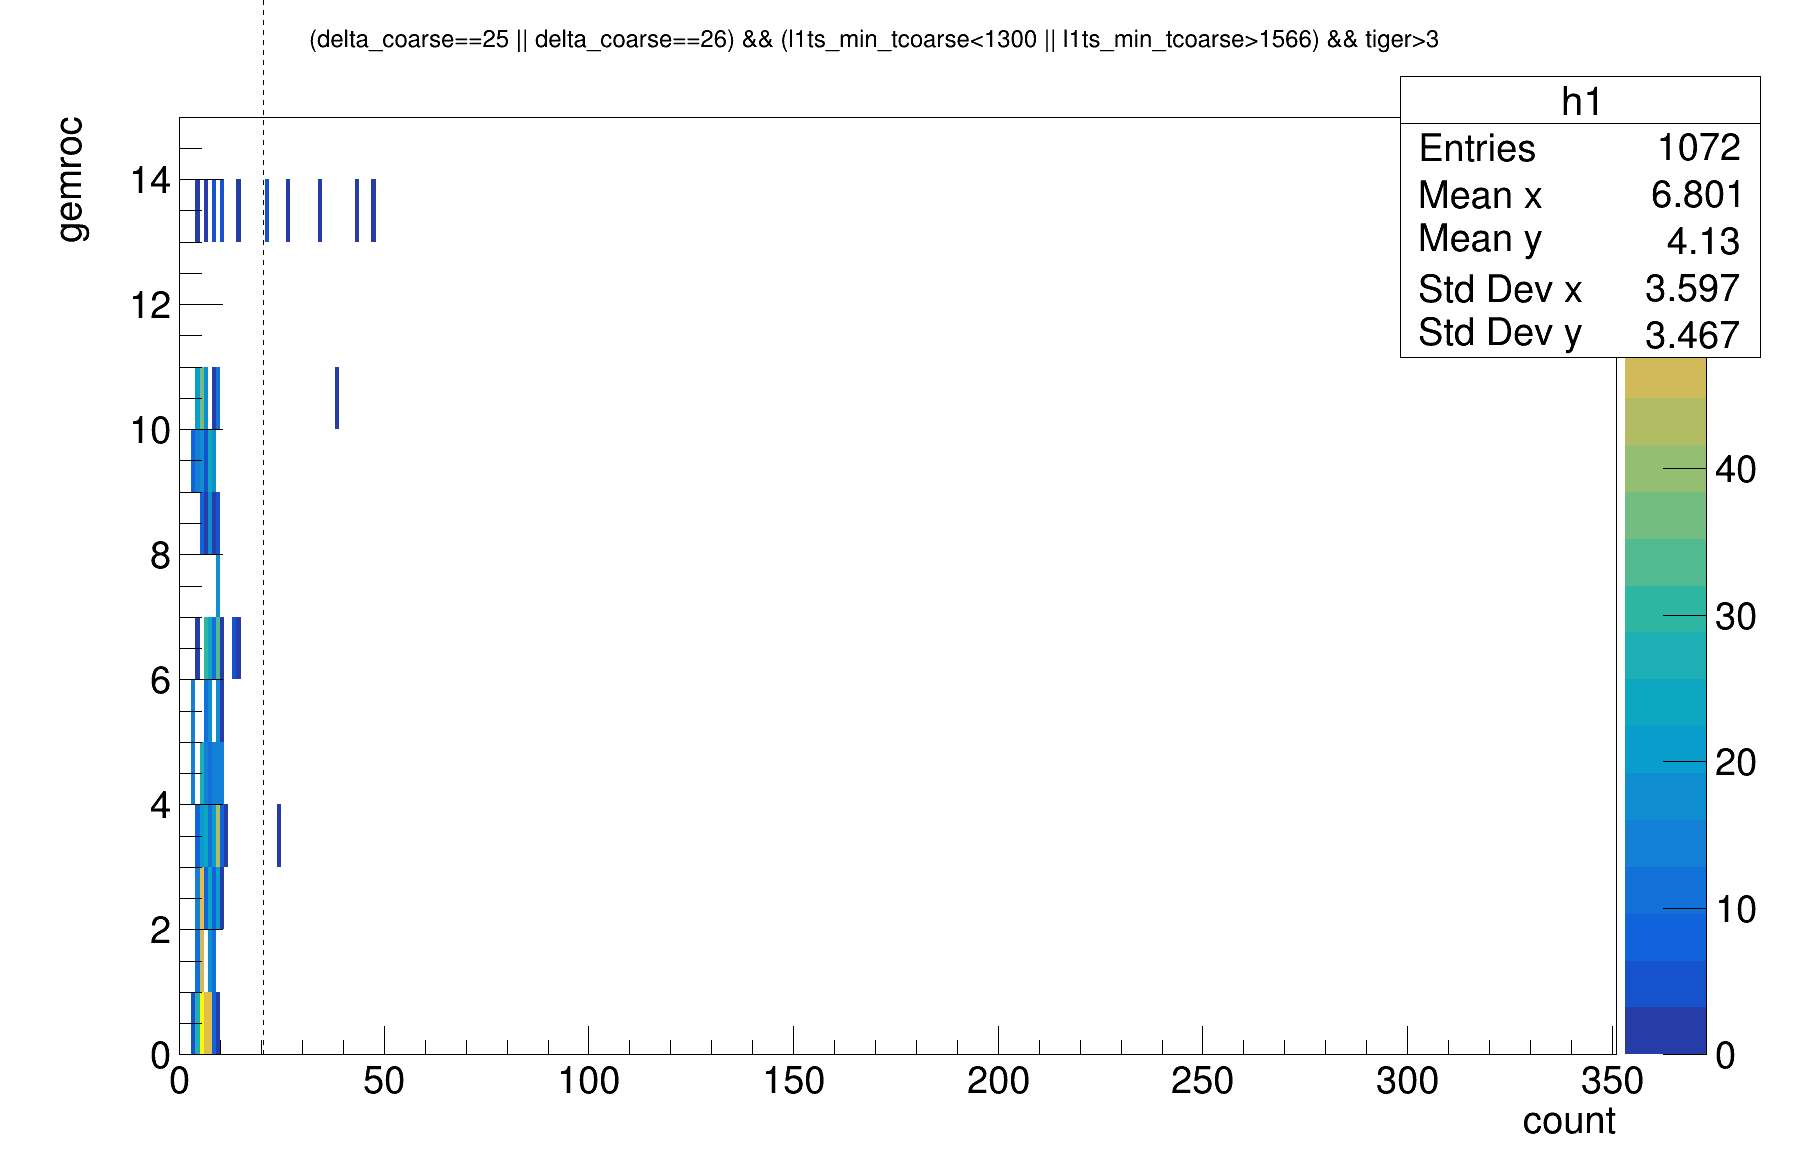 (delta_coarse==25 || delta_coarse==26) && (l1ts_min_tcoarse<1300 || l1ts_min_tcoarse>1566) && tiger>3
h1
Entries 1072
Mean x 6.801
Mean y 4.13
Std Dev x 3.597
Std Dev y 3.467
gemroc
14
12
10
8
6
4
2
0
0 50 100 150 200 250 300 350
count
40
30
20
10
0